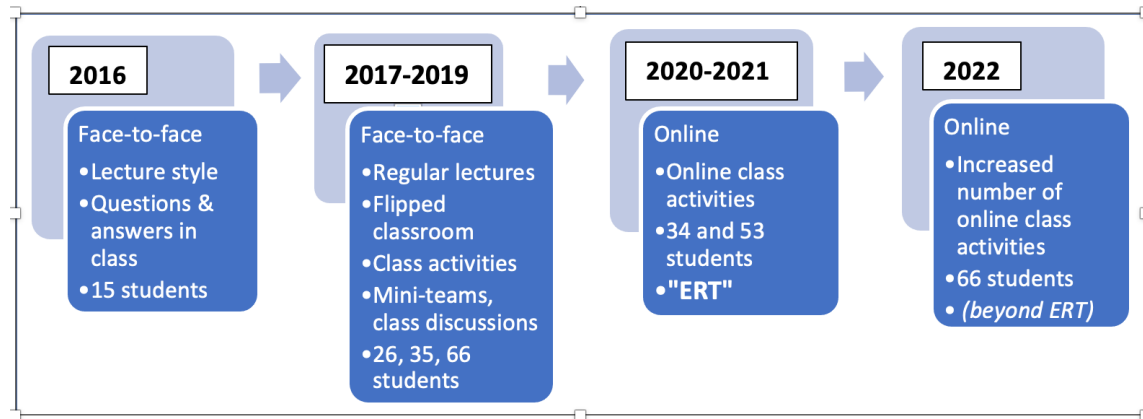 2016
Face-to-face
•Lecture style
•Questions &
answers in
class
•15 students
2017-2019
Face-to-face
•Regular lectures
•Flipped
classroom
•Class activities
•Mini-teams,
class discussions
•26, 35, 66
students
2020-2021
Online
•Online class
activities
•34 and 53
students
•"ERT"
2022
Online
•Increased
number of
online class
activities
•66 students
• (beyond ERT)